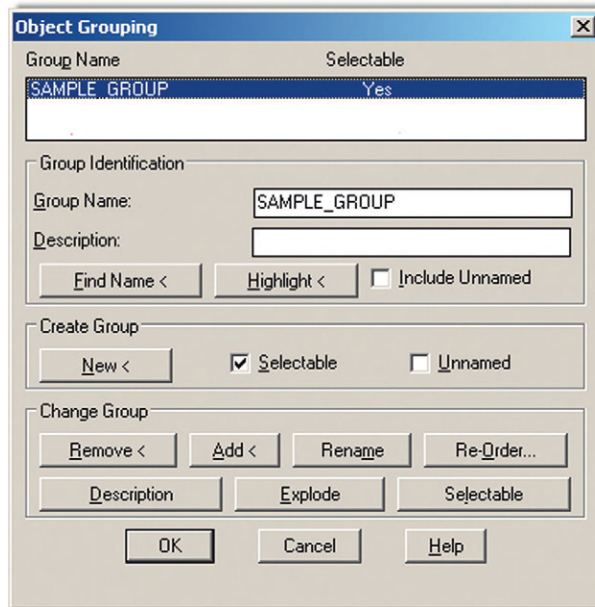 Object Grouping
Group Name Selectable
SAMPLE_GROUP Yes
Group Identification
Group Name: SAMPLE_GROUP
Description:
Find Name < Highlight < Include Unnamed
Create Group
New < Selectable Unnamed
Change Group
Remove < Add < Rename Re-Order...
Description Explode Selectable
OK Cancel Help